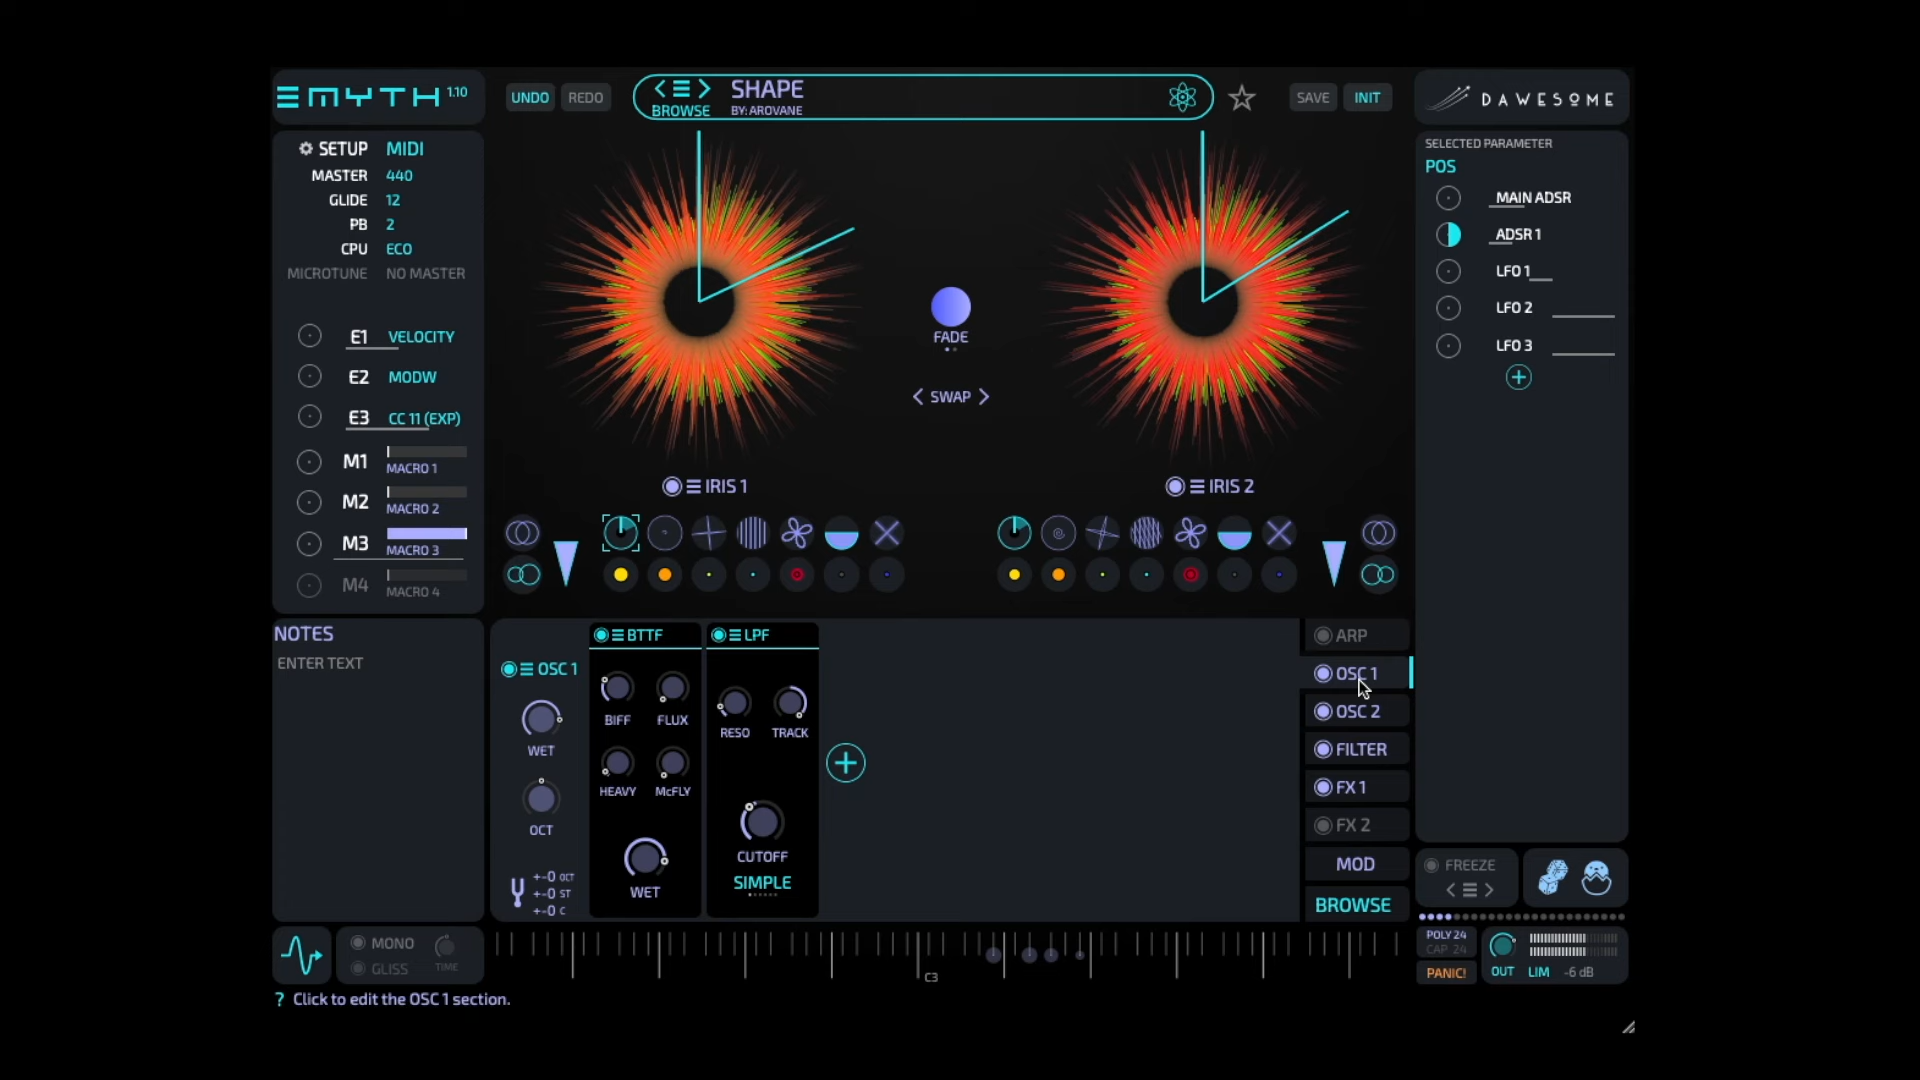 MYTH 1.10
UNDO
REDO
BROWSE
SHAPE
BY: AROVANE
SAVE
INIT
DAWESOME
SETUP MIDI
MASTER 440
GLIDE 12
PB 2
CPU ECO
MICROTUNE NO MASTER
E1 VELOCITY
E2 MODW
E3 CC 11 (EXP)
M1 MACRO 1
M2 MACRO 2
M3 MACRO 3
M4 MACRO 4
FADE
SWAP
IRIS 1
IRIS 2
SELECTED PARAMETER
POS
MAIN ADSR
ADSR 1
LFO 1
LFO 2
LFO 3
NOTES
ENTER TEXT
OSC 1
WET
OCT
+-0 OCT
+-0 ST
+-0 C
BTTF
BIFF
FLUX
HEAVY
McFLY
WET
LPF
RESO
TRACK
CUTOFF
SIMPLE
ARP
OSC 1
OSC 2
FILTER
FX 1
FX 2
MOD
BROWSE
FREEZE
MONO
GLISS
TIME
C3
POLY 24
CAP 24
PANIC!
OUT
LIM
-6 dB
? Click to edit the OSC 1 section.